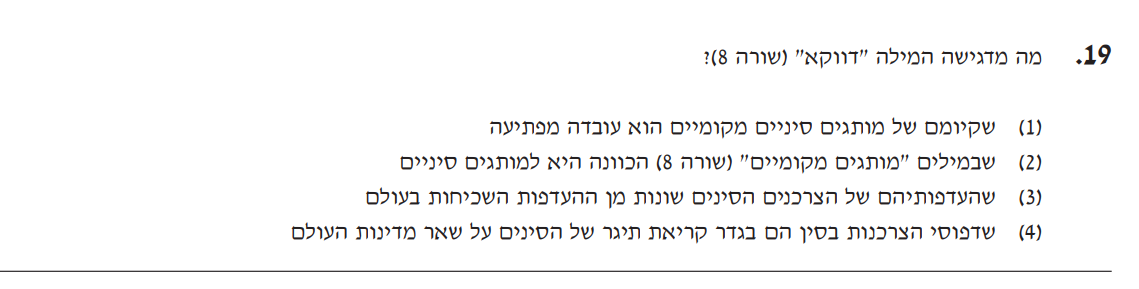 19. מה מדגישה המילה "דווקא" (שורה 8)?
(1) שקיומם של מותגים סיניים מקומיים הוא עובדה מפתיעה
(2) שבמילים "מותגים מקומיים" (שורה 8) הכוונה היא למותגים סיניים
(3) שהעדפותיהם של הצרכנים הסינים שונות מן ההעדפות השכיחות בעולם
(4) שדפוסי הצרכנות בסין הם בגדר קריאת תיגר של הסינים על שאר מדינות העולם